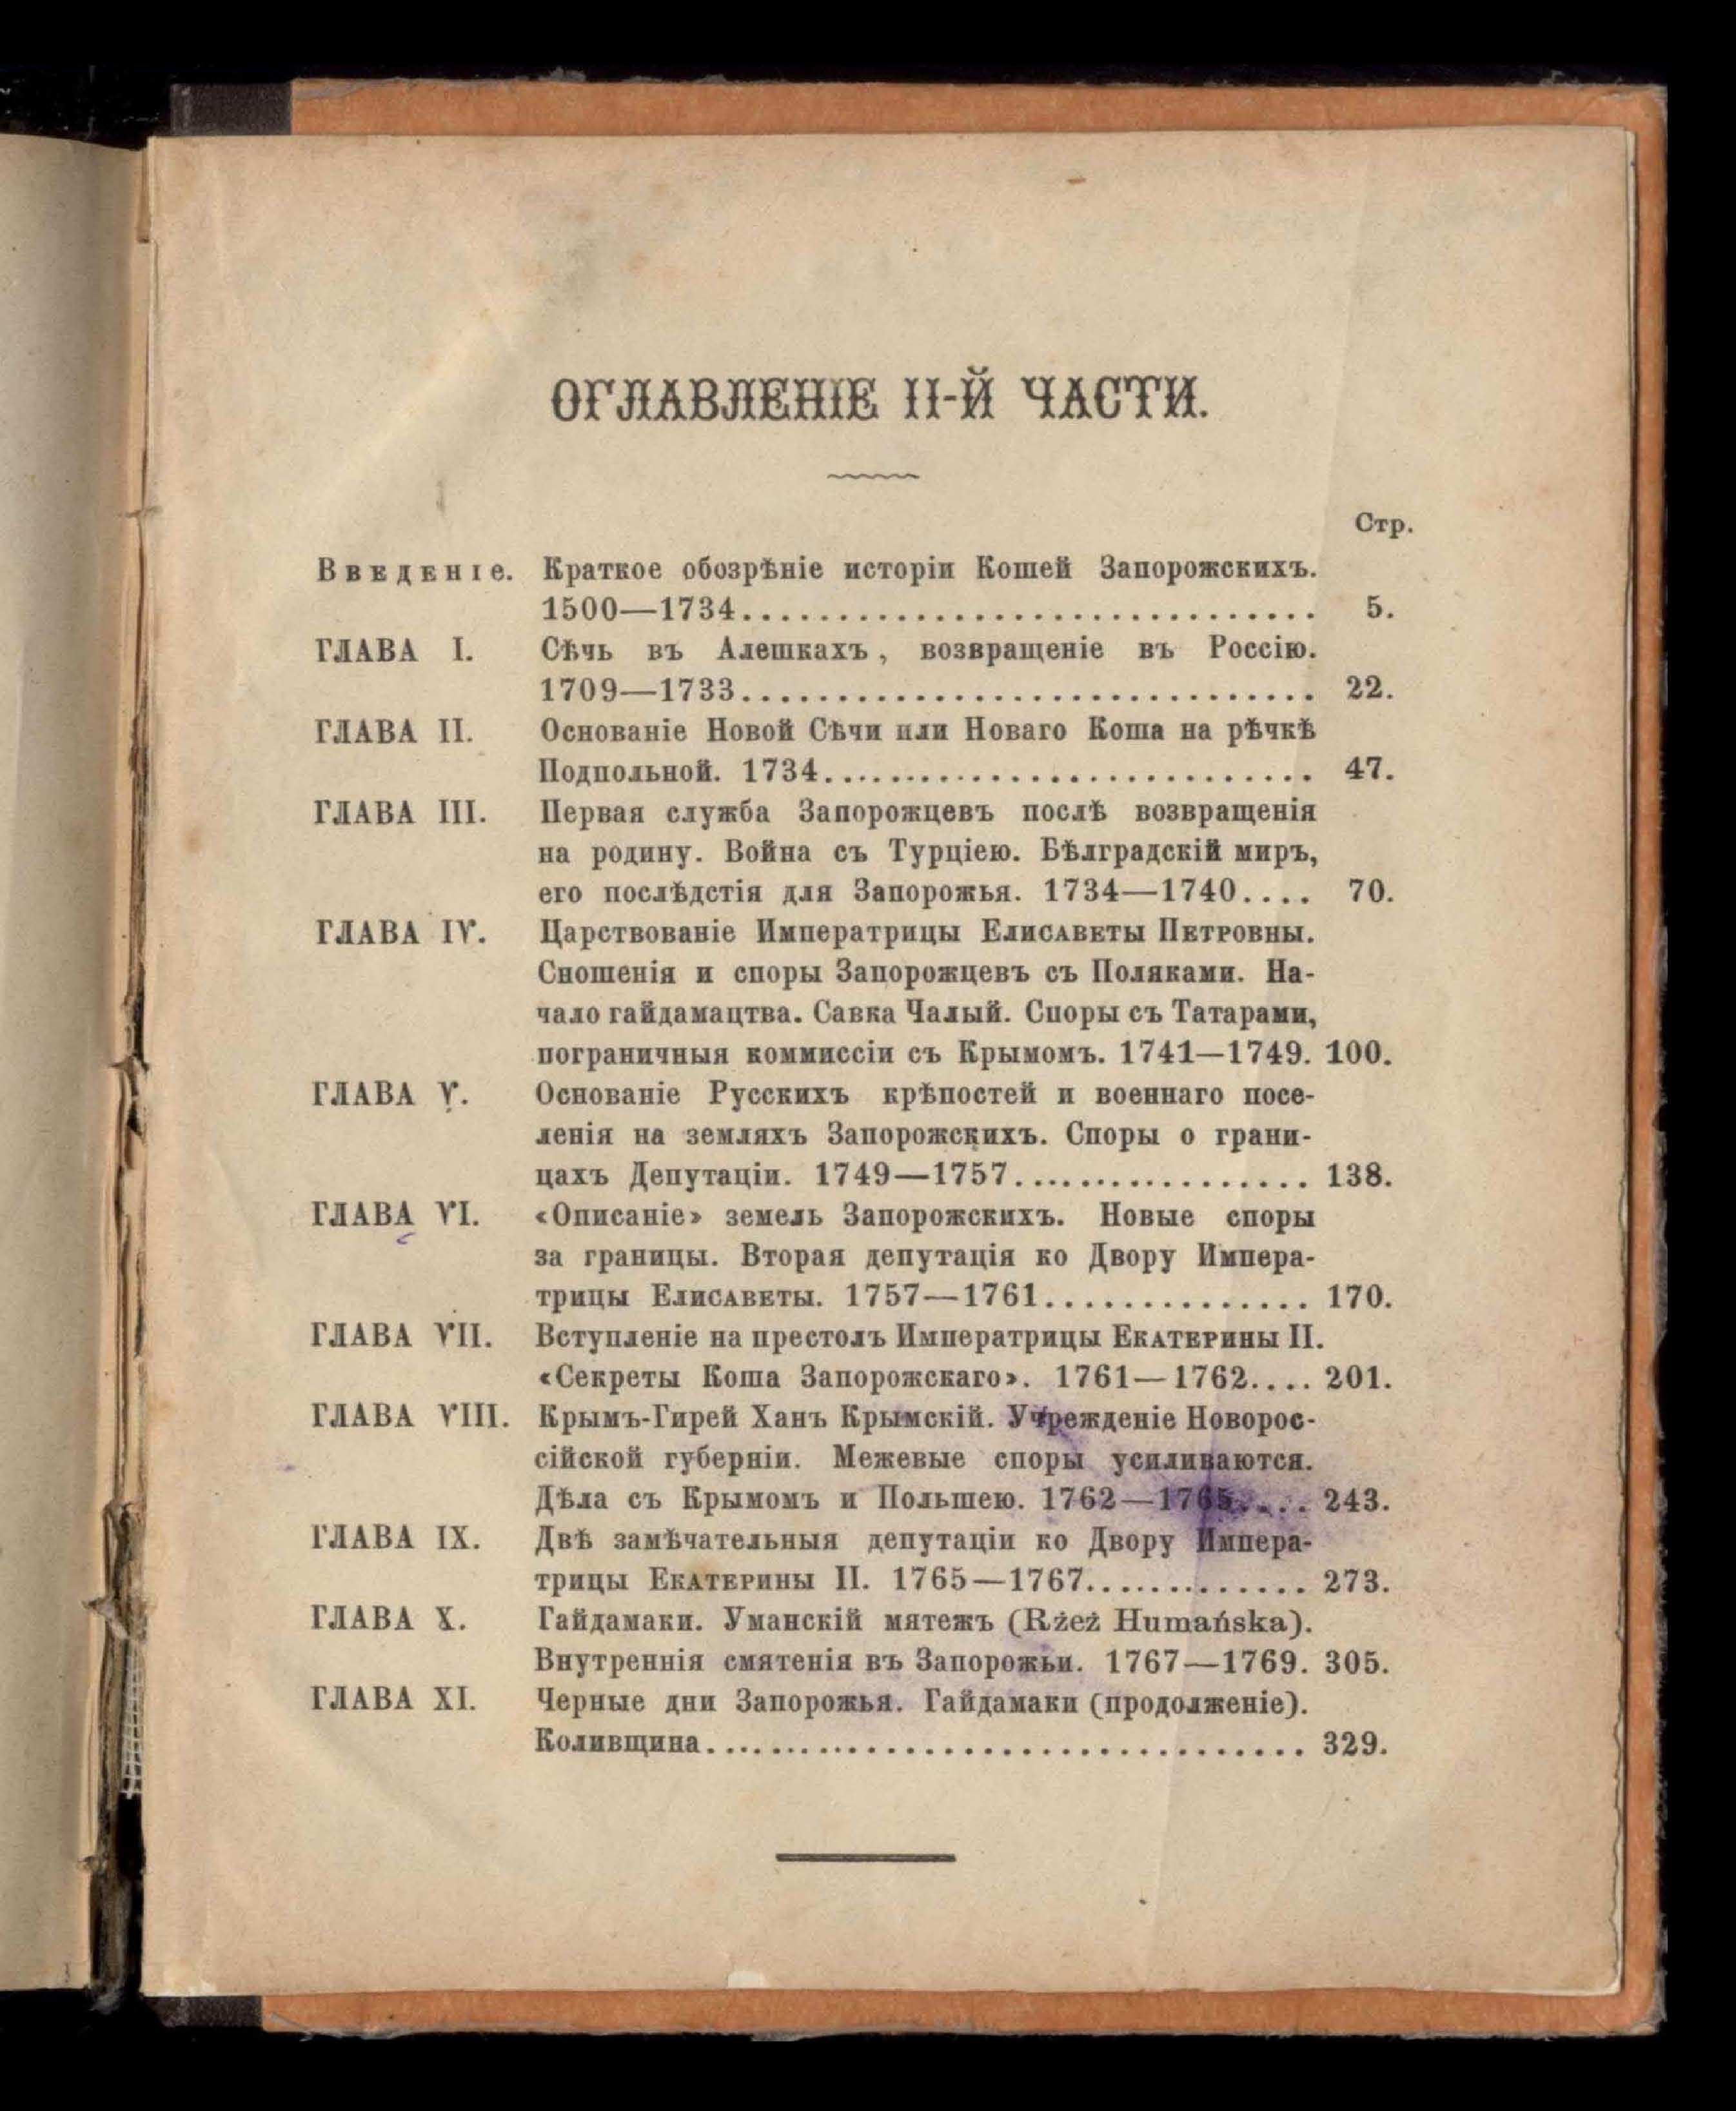 ОГЛАВЛЕНІЕ II-Й ЧАСТИ.
Стр.
Введеніе. Краткое обозрѣніе исторіи Кошей Запорожскихъ.
1500—1734.............................. 5.
ГЛАВА I. Сѣчь въ Алешкахъ, возвращеніе въ Россію.
1709—1733.............................. 22.
ГЛАВА II. Основаніе Новой Сѣчи или Новаго Коша на рѣчкѣ
Подпольной. 1734.......................... 47.
ГЛАВА III. Первая служба Запорожцевъ послѣ возвращенія
на родину. Война съ Турціею. Бѣлградскій миръ,
его послѣдстія для Запорожья. 1734—1740.... 70.
ГЛАВА IV. Царствованіе Императрицы Елисаветы Петровны.
Сношенія и споры Запорожцевъ съ Поляками. На-
чало гайдамацтва. Савка Чалый. Споры съ Татарами,
пограничныя коммиссіи съ Крымомъ. 1741—1749. 100.
ГЛАВА V. Основаніе Русскихъ крѣпостей и военнаго посе-
ленія на земляхъ Запорожскихъ. Споры о грани-
цахъ Депутаціи. 1749—1757................ 138.
ГЛАВА VI. «Описаніе» земель Запорожскихъ. Новые споры
за границы. Вторая депутація ко Двору Импера-
трицы Елисаветы. 1757—1761.............. 170.
ГЛАВА VII. Вступленіе на престолъ Императрицы Екатерины II.
«Секреты Коша Запорожскаго». 1761—1762.... 201.
ГЛАВА VIII. Крымъ-Гирей Ханъ Крымскій. Учрежденіе Новорос-
сійской губерніи. Межевые споры усиливаются.
Дѣла съ Крымомъ и Польшею. 1762—1765.... 243.
ГЛАВА IX. Двѣ замѣчательныя депутаціи ко Двору Импера-
трицы Екатерины II. 1765—1767............ 273.
ГЛАВА X. Гайдамаки. Уманскій мятежъ (Rżeż Humańska).
Внутреннія смятенія въ Запорожьи. 1767—1769. 305.
ГЛАВА XI. Черные дни Запорожья. Гайдамаки (продолженіе).
Коливщина................................ 329.